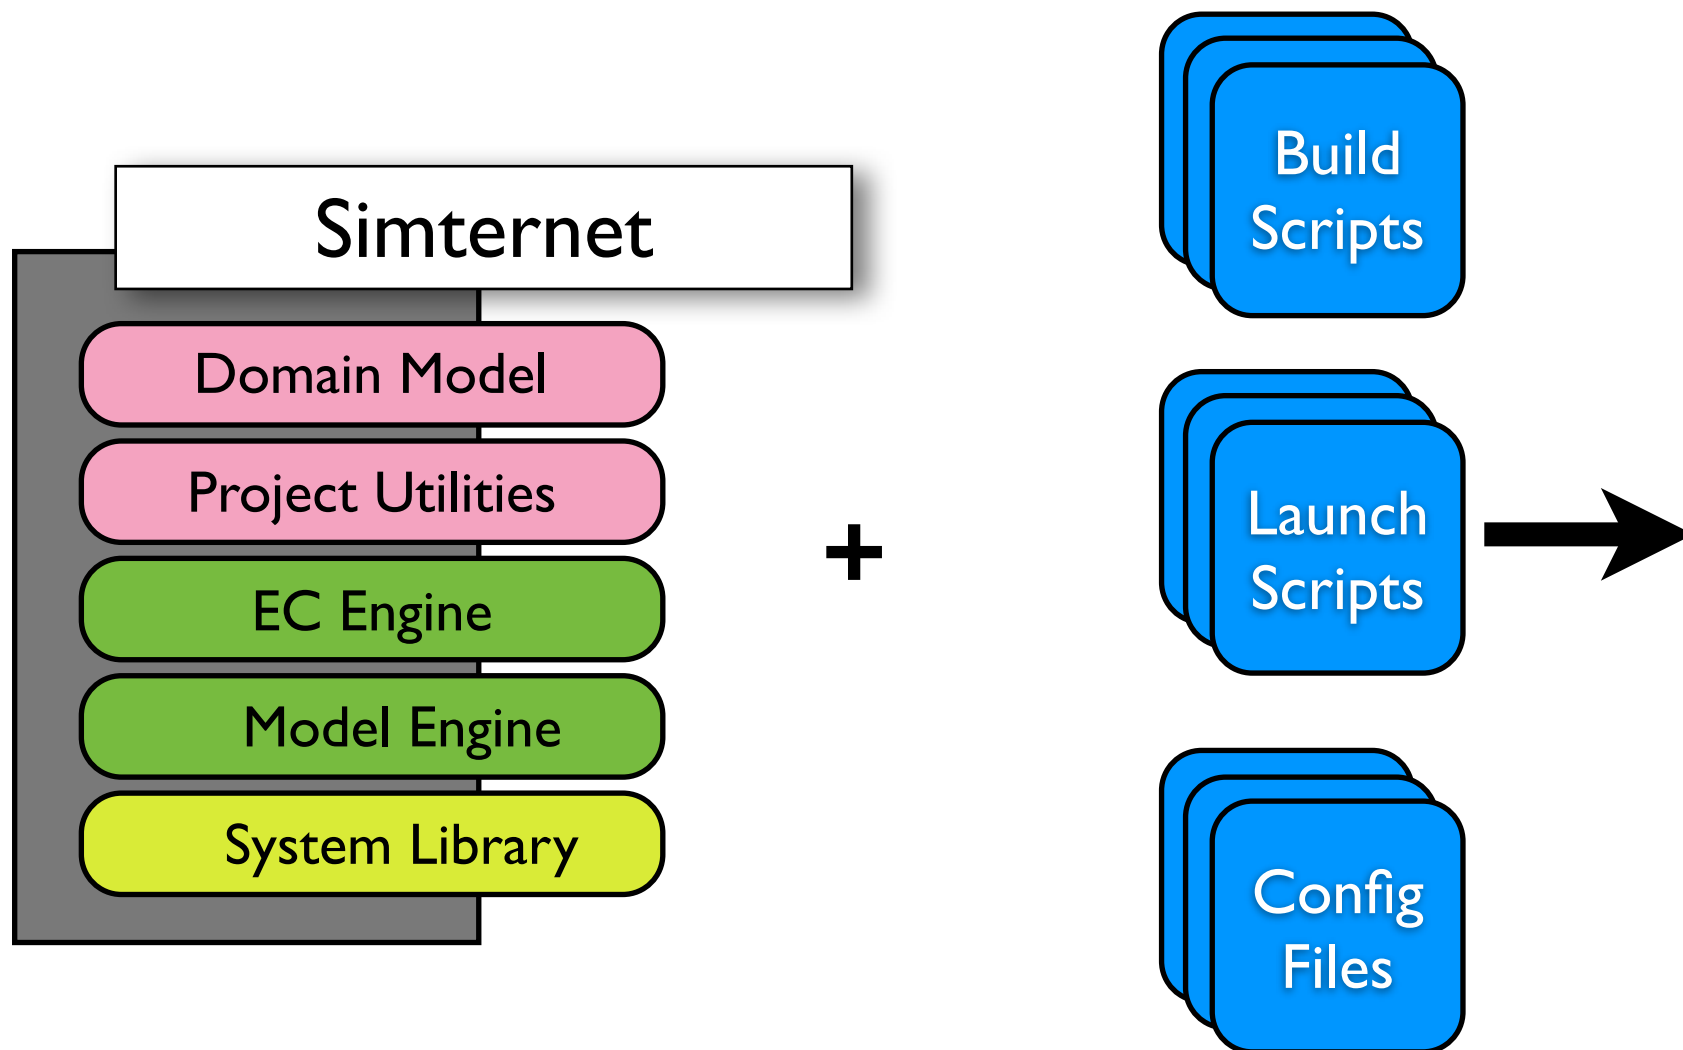 Simternet
Domain Model
Project Utilities
EC Engine
Model Engine
System Library
+
Build
Scripts
Launch
Scripts
Config
Files